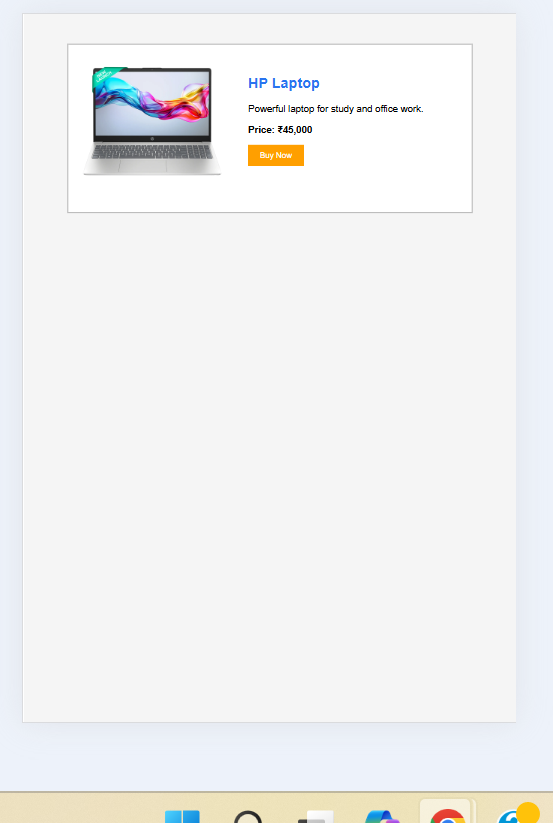 HP Laptop
Powerful laptop for study and office work.
Price: ₹45,000
Buy Now